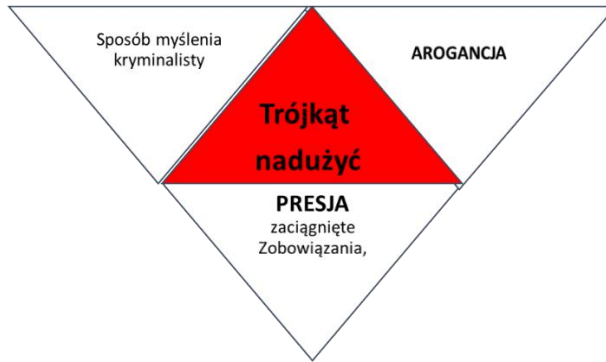 Sposób myślenia
kryminalisty
AROGANCJA
Trójkąt
nadużyć
PRESJA
zaciągnięte
Zobowiązania,